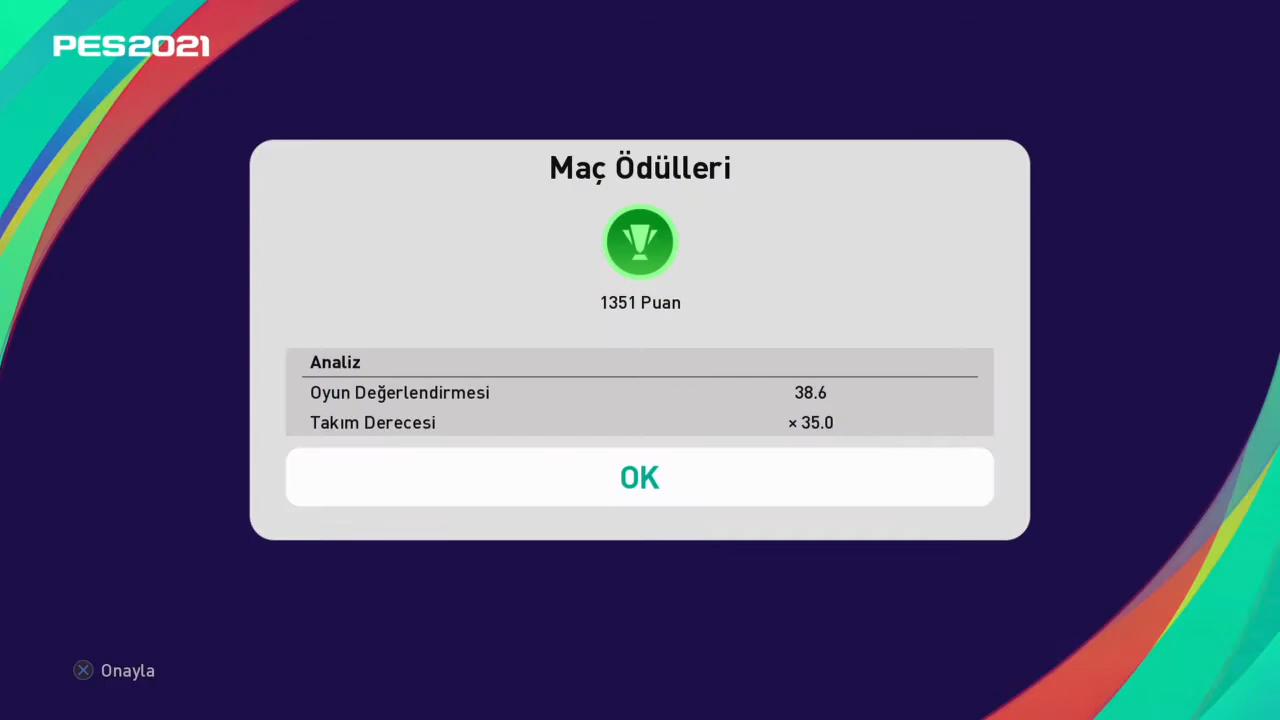 PES2021
Maç Ödülleri
1351 Puan
Analiz
Oyun Değerlendirmesi 38.6
Takım Derecesi × 35.0
OK
Onayla